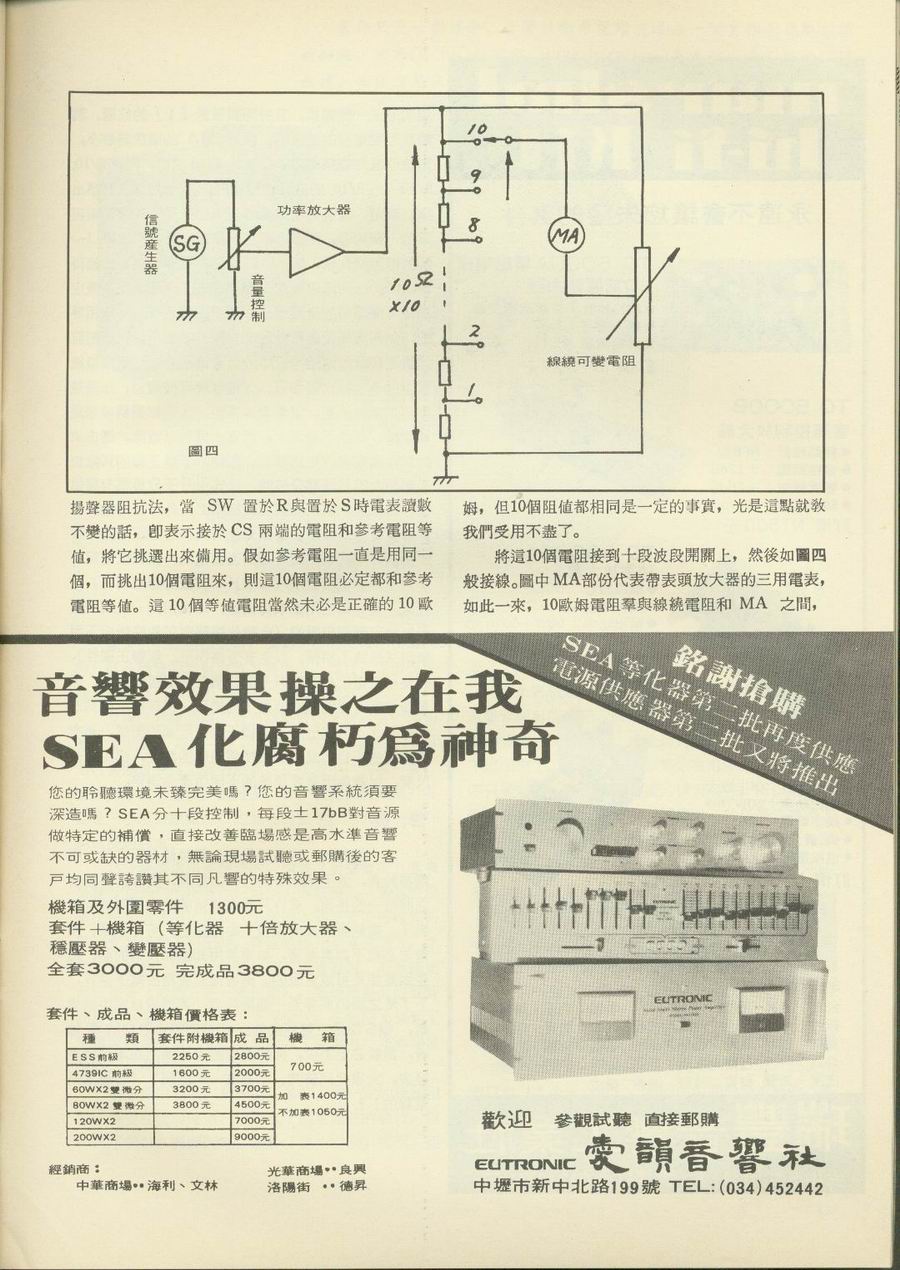 信號產生器
SG
音量控制
功率放大器
10
9
8
10Ω
X10
2
1
MA
線繞可變電阻
圖四
揚聲器阻抗法，當 SW 置於R與置於S時電表讀數
不變的話，卽表示接於CS 兩端的電阻和參考電阻等
値，將它挑選出來備用。假如參考電阻一直是用同一
個，而挑出10個電阻來，則這10個電阻必定都和參考
電阻等値。這 10 個等値電阻當然未必是正確的 10 歐
姆，但10個阻値都相同是一定的事實，光是這點就敎
我們受用不盡了。
將這10個電阻接到十段波段開關上，然後如圖四
般接線。圖中MA部份代表帶表頭放大器的三用電表，
如此一來，10歐姆電阻羣與線繞電阻和 MA 之間，
銘謝搶購
SEA等化器第二批再度供應
電源供應器第二批又將推出
音響效果操之在我
SEA化腐朽爲神奇
您的聆聽環境未臻完美嗎？您的音響系統須要
深造嗎？SEA分十段控制，每段±17bB對音源
做特定的補償，直接改善臨場感是高水準音響
不可或缺的器材，無論現場試聽或郵購後的客
戶均同聲誇讚其不同凡響的特殊效果。
機箱及外圍零件 1300元
套件＋機箱（等化器 十倍放大器、
穩壓器、變壓器）
全套3000元 完成品3800元
套件、成品、機箱價格表：
種 類 套件附機箱 成 品 機 箱
ESS前級 2250元 2800元 700元
4739IC 前級 1600元 2000元
60WX2雙微分 3200元 3700元 加 表1400元
80WX2 雙微分 3800元 4500元 不加表1050元
120WX2 7000元
200WX2 9000元
經銷商：
中華商場••海利、文林
光華商場••良興
洛陽街 ••德昇
EUTRONIC
歡迎 參觀試聽 直接郵購
EUTRONIC 韻音響社
中壢市新中北路199號 TEL:(034)452442